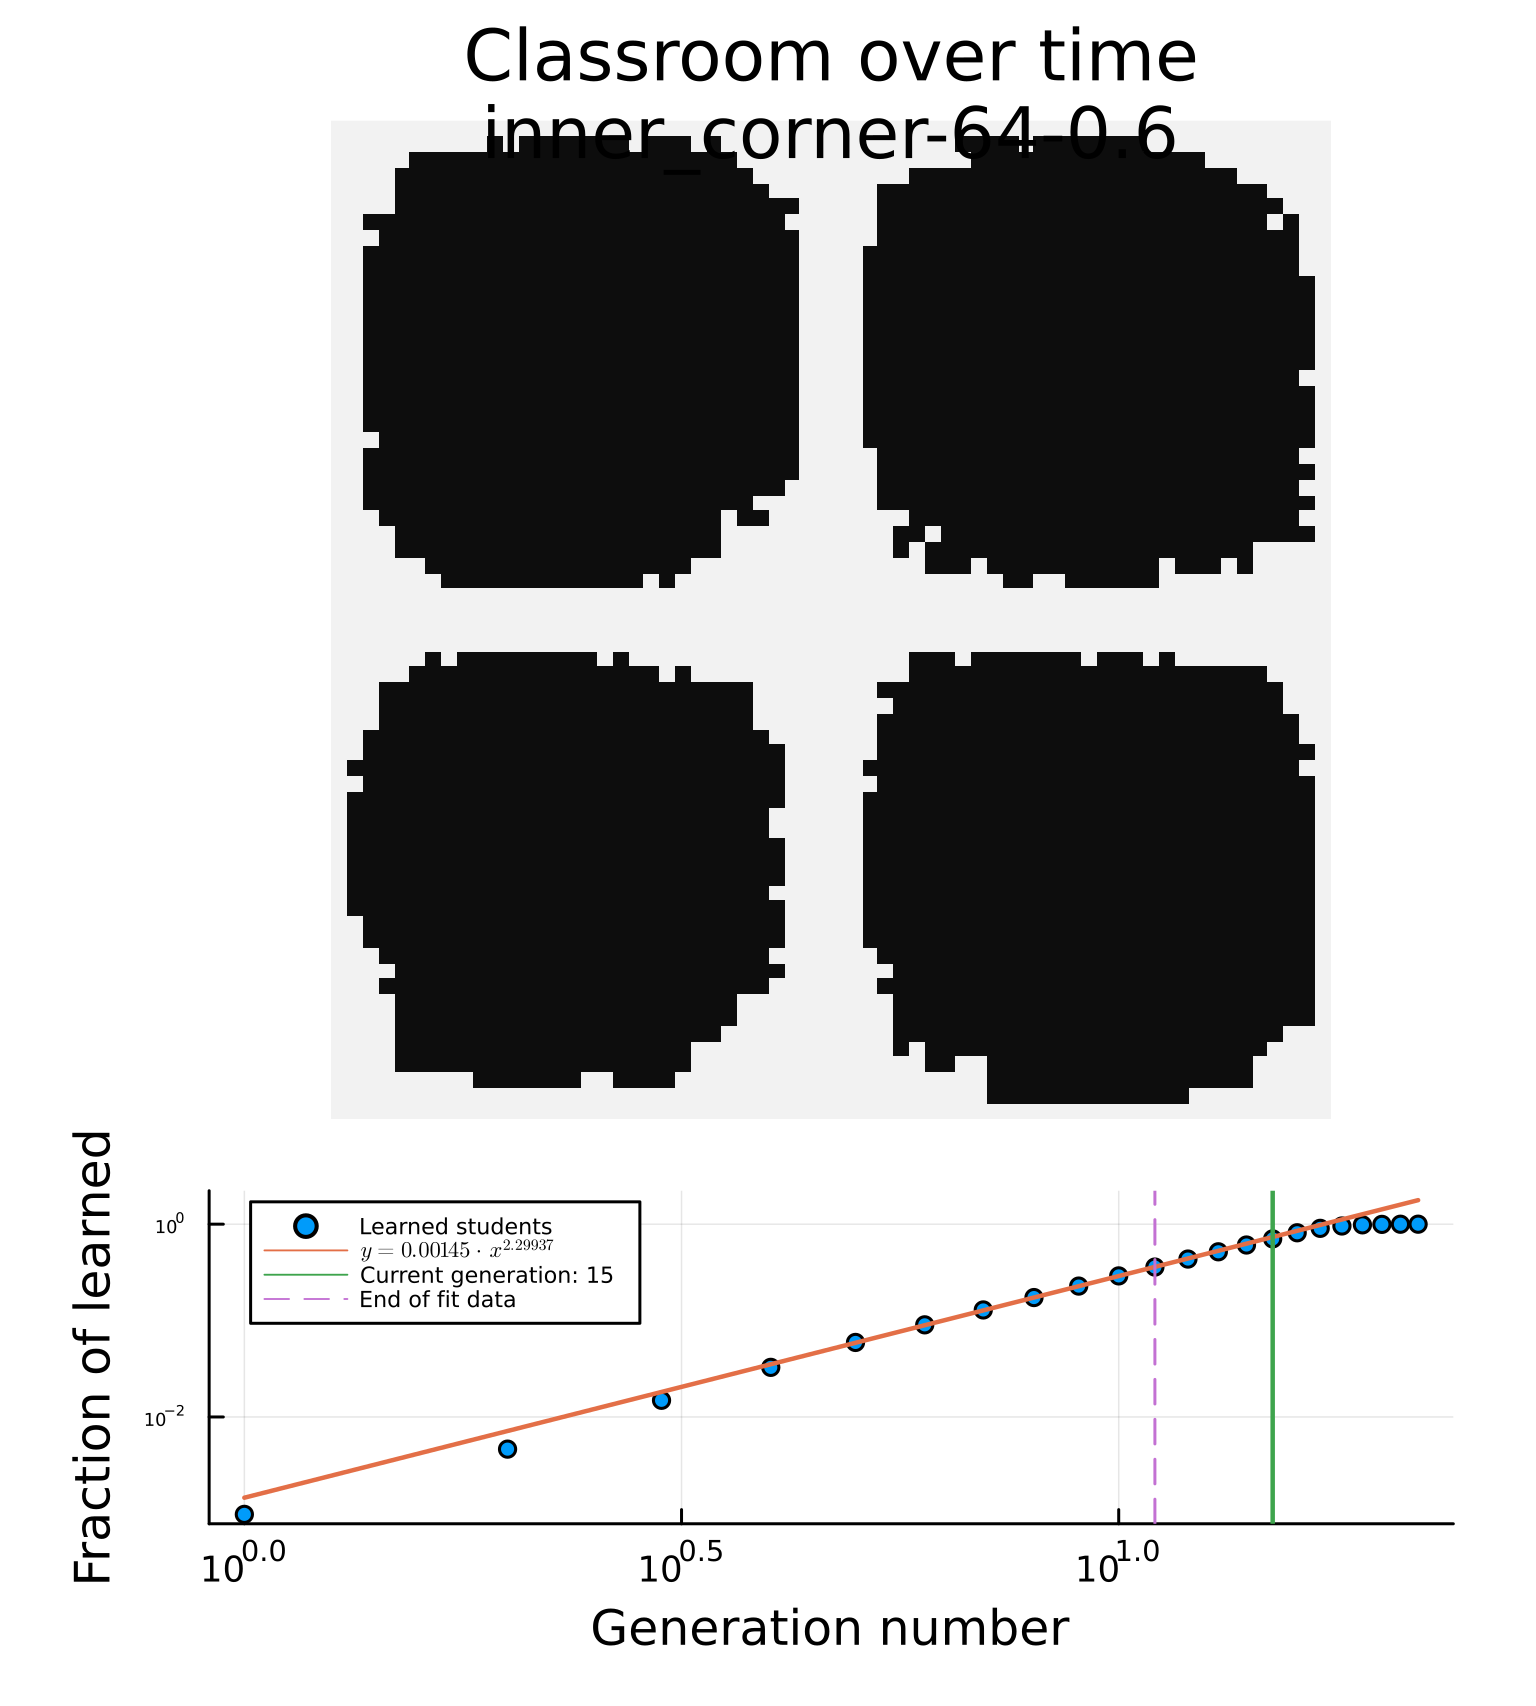 Classroom over time
inner_corner-64-0.6
Fraction of learned
10⁰
10⁻²
Learned students
y = 0.00145 · x^2.29937
Current generation: 15
End of fit data
10^0.0
10^0.5
10^1.0
Generation number